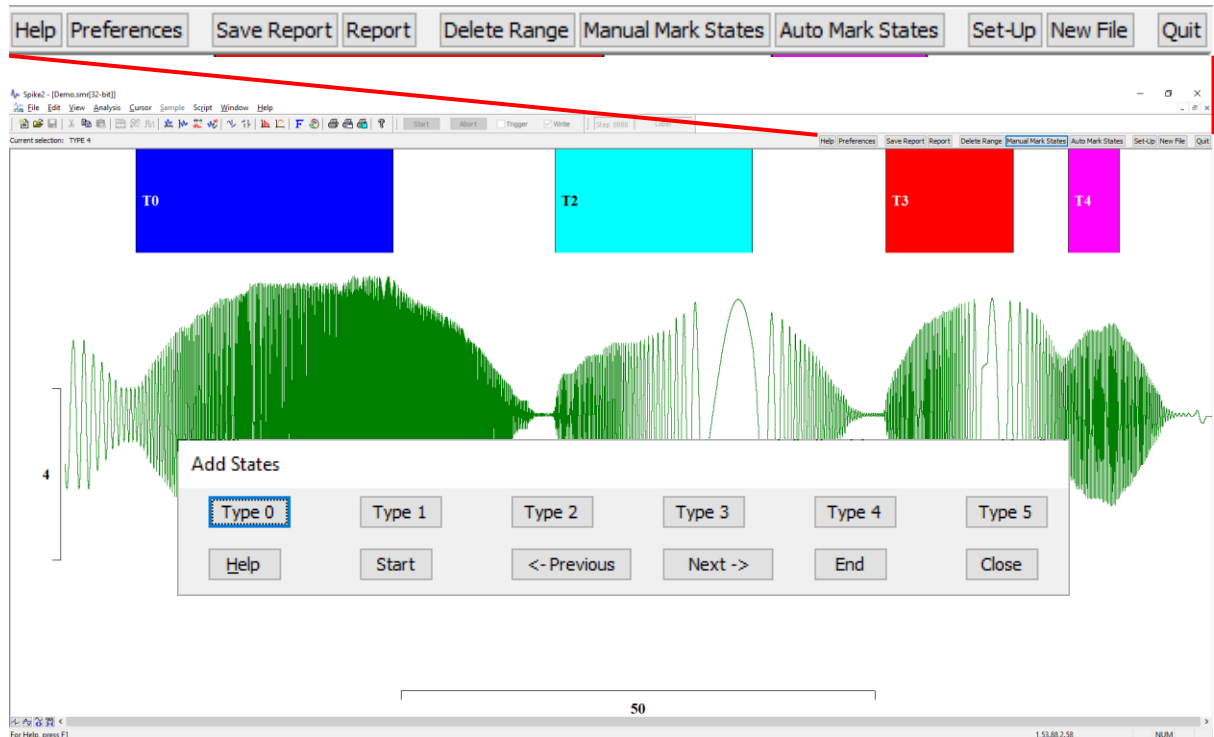 Help Preferences Save Report Report Delete Range Manual Mark States Auto Mark States Set-Up New File Quit
Spike2 - [Demo.smr[32-bit]]
File Edit View Analysis Cursor Sample Script Window Help
Start Abort Trigger Write
Current selection: TYPE 4 Help Preferences Save Report Report Delete Range Manual Mark States Auto Mark States Set-Up New File Quit
T0 T2 T3 T4
4
Add States
Type 0 Type 1 Type 2 Type 3 Type 4 Type 5
Help Start <- Previous Next -> End Close
50
For Help, press F1 NUM